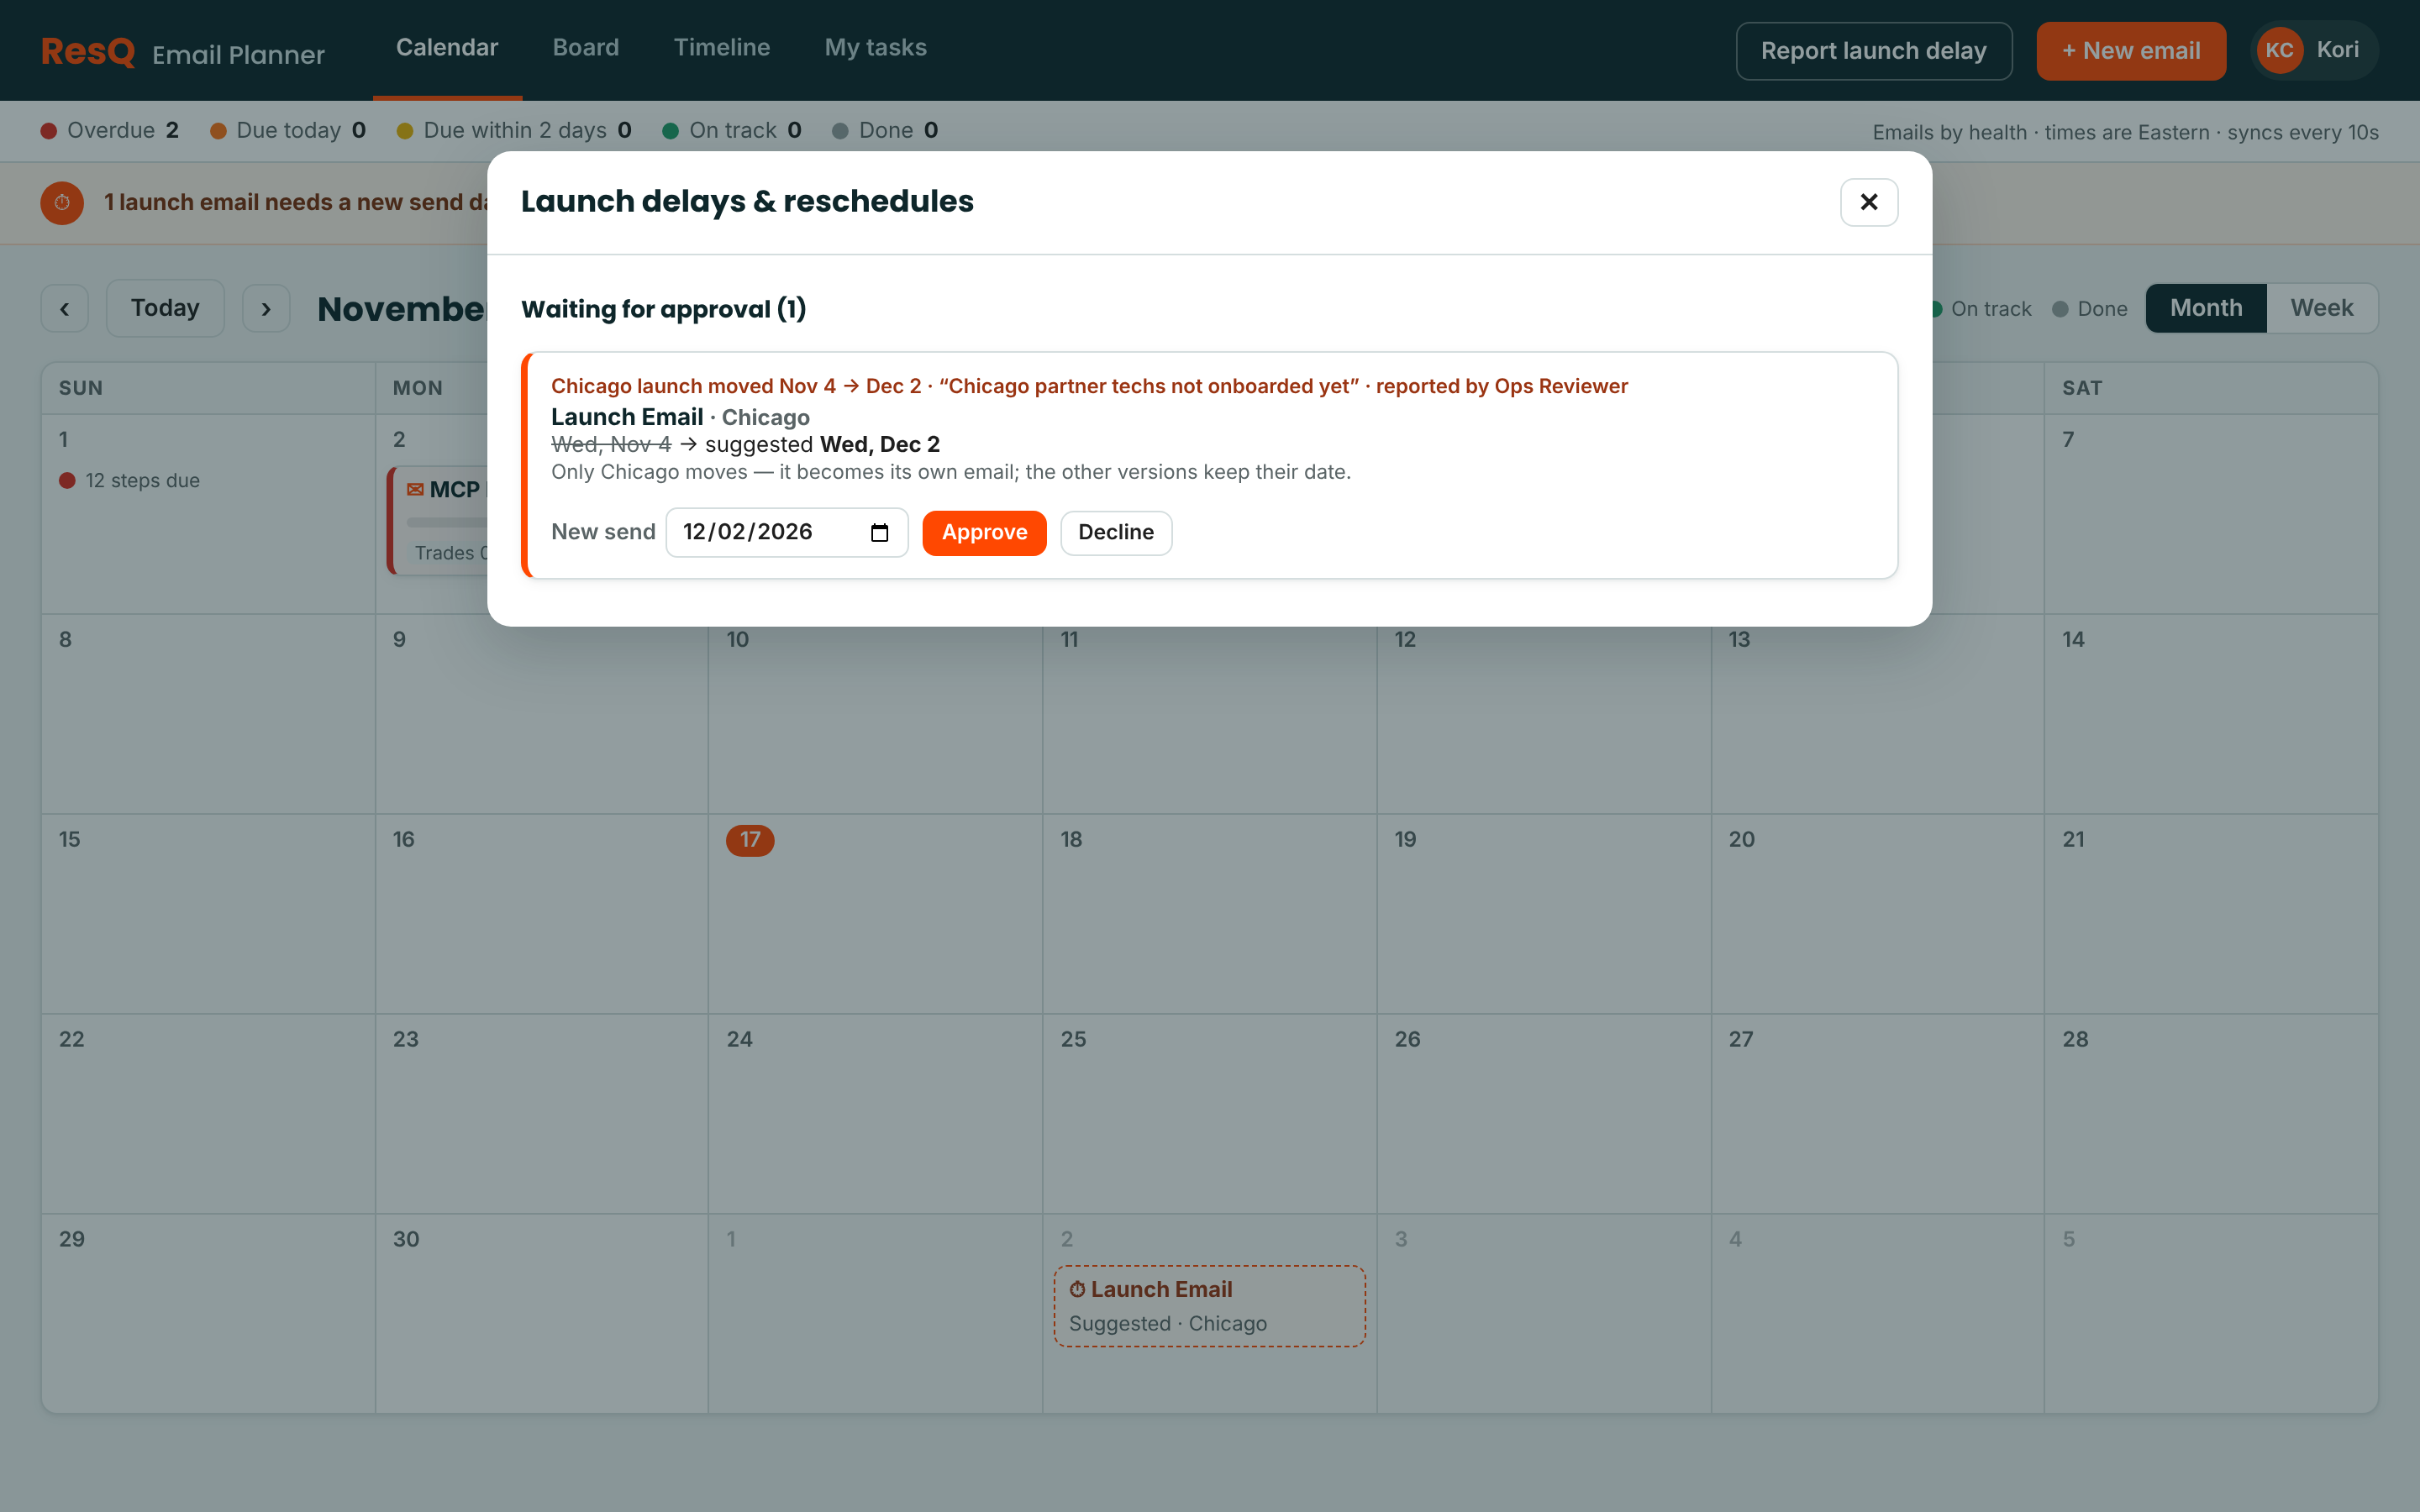 ResQ Email Planner Calendar Board Timeline My tasks Report launch delay + New email KC Kori
Overdue 2 Due today 0 Due within 2 days 0 On track 0 Done 0 Emails by health · times are Eastern · syncs every 10s
1 launch email needs a new send
Launch delays & reschedules ✕
Waiting for approval (1)
Chicago launch moved Nov 4 → Dec 2 · “Chicago partner techs not onboarded yet” · reported by Ops Reviewer
Launch Email · Chicago
Wed, Nov 4 → suggested Wed, Dec 2
Only Chicago moves — it becomes its own email; the other versions keep their date.
New send 12/02/2026 Approve Decline
‹ Today › November On track Done Month Week
SUN MON SAT
1 2 7
12 steps due MCP
Trades
8 9 10 11 12 13 14
15 16 17 18 19 20 21
22 23 24 25 26 27 28
29 30 1 2 3 4 5
Launch Email
Suggested · Chicago